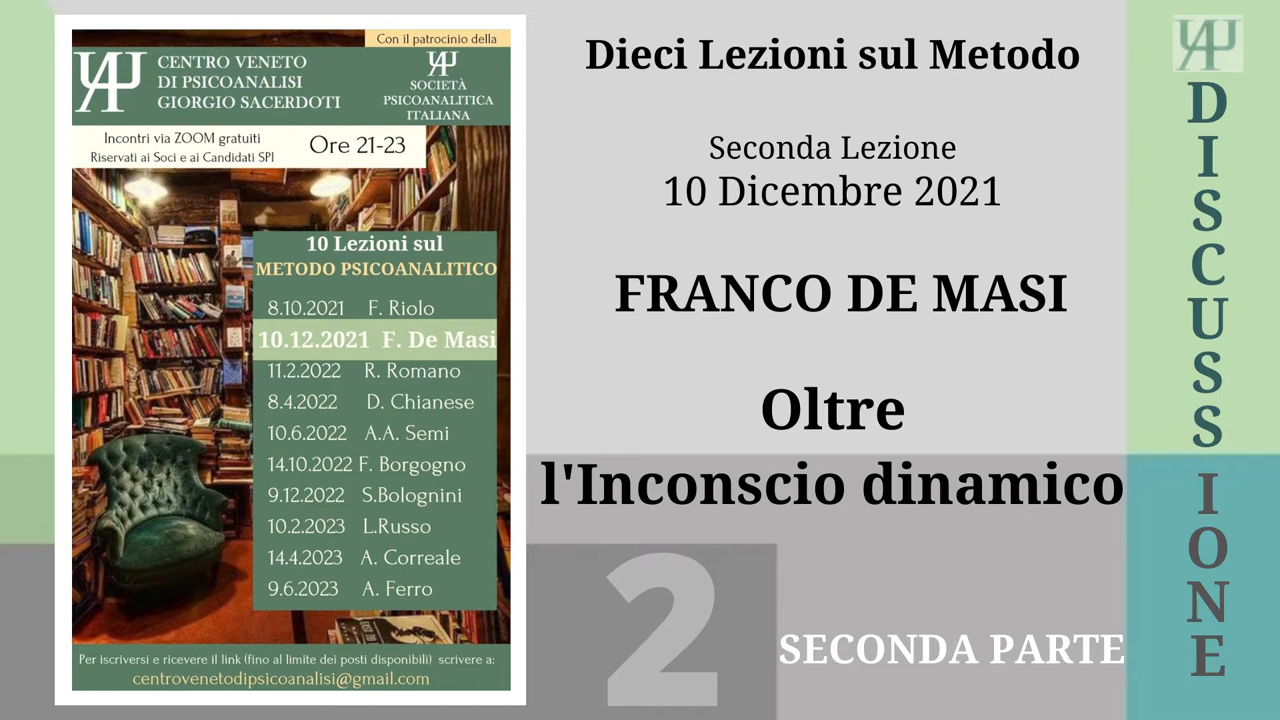 Con il patrocinio della
CENTRO VENETO
DI PSICOANALISI
GIORGIO SACERDOTI
SOCIETÀ
PSICOANALITICA
ITALIANA
Incontri via ZOOM gratuiti
Riservati ai Soci e ai Candidati SPI
Ore 21-23
10 Lezioni sul
METODO PSICOANALITICO
8.10.2021 F. Riolo
10.12.2021 F. De Masi
11.2.2022 R. Romano
8.4.2022 D. Chianese
10.6.2022 A.A. Semi
14.10.2022 F. Borgogno
9.12.2022 S.Bolognini
10.2.2023 L.Russo
14.4.2023 A. Correale
9.6.2023 A. Ferro
Per iscriversi e ricevere il link (fino al limite dei posti disponibili) scrivere a:
centrovenetodipsicoanalisi@gmail.com
Dieci Lezioni sul Metodo
Seconda Lezione
10 Dicembre 2021
FRANCO DE MASI
Oltre
l'Inconscio dinamico
2
SECONDA PARTE
DISCUSSIONE